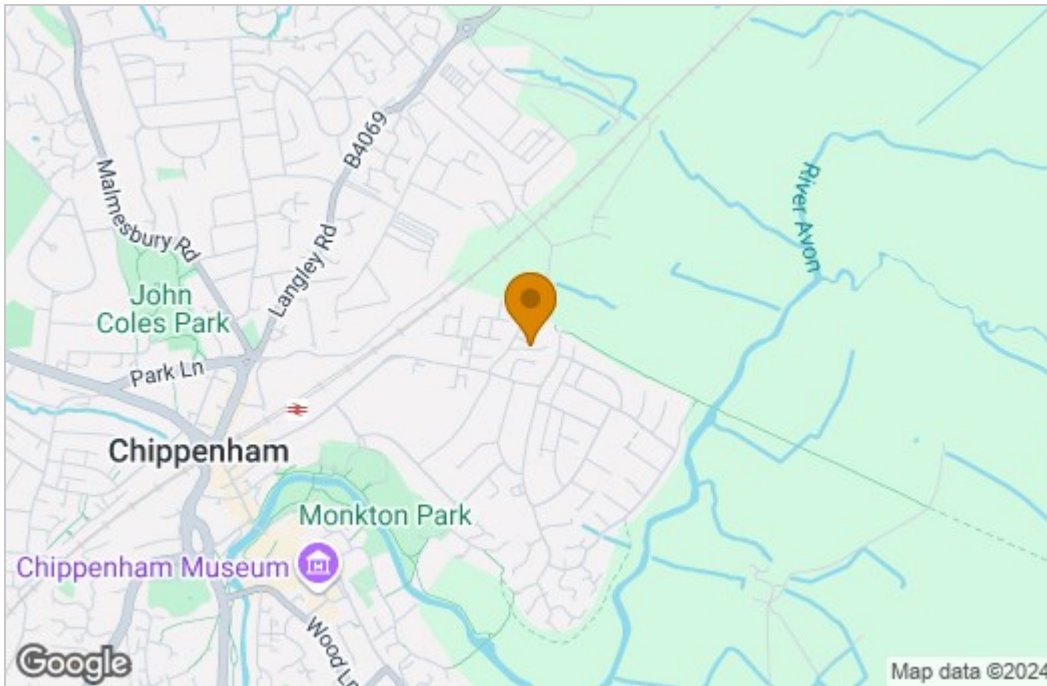 B4069
Malmesbury Rd
Langley Rd
River Avon
John
Coles Park
Park Ln
Chippenham
Monkton Park
Chippenham Museum
Wood Ln
Google
Map data ©2024